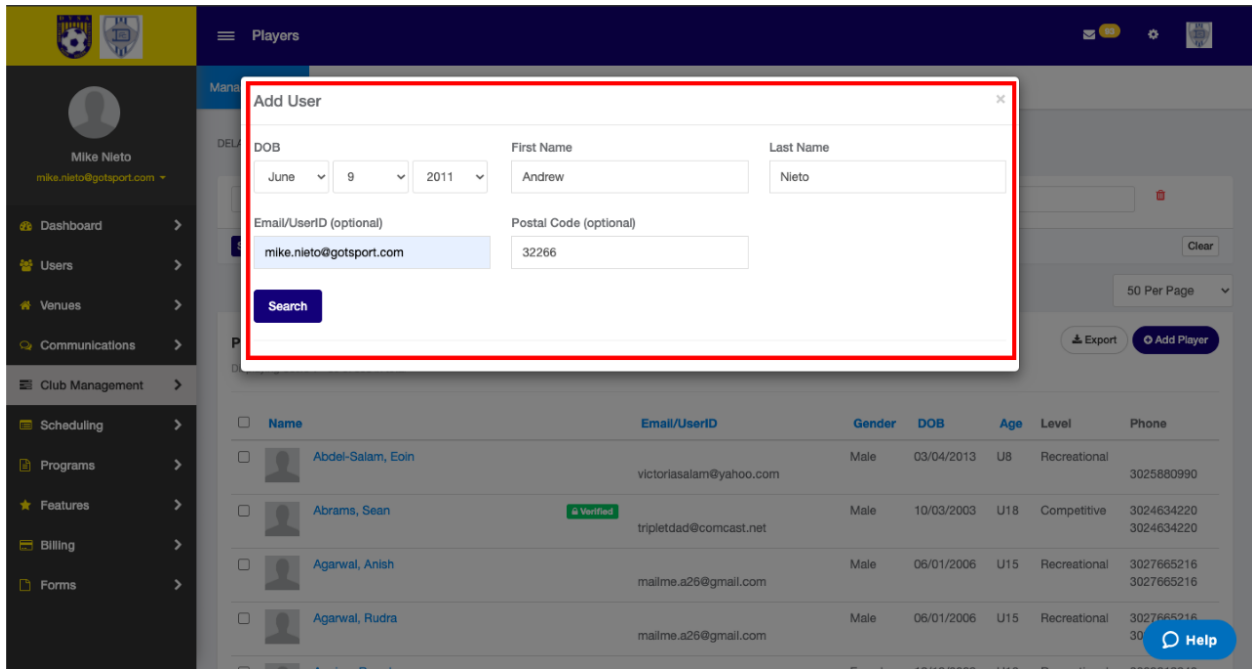 Players
Mike Nieto
mike.nieto@gotsport.com
Dashboard
Users
Venues
Communications
Club Management
Scheduling
Programs
Features
Billing
Forms
Mana
DELA
Add User ×
DOB First Name Last Name
June 9 2011 Andrew Nieto
Email/UserID (optional) Postal Code (optional)
mike.nieto@gotsport.com 32266
Search
Clear
50 Per Page
P Export Add Player
Name Email/UserID Gender DOB Age Level Phone
Abdel-Salam, Eoin Male 03/04/2013 U8 Recreational
victoriasalam@yahoo.com 3025880990
Abrams, Sean Verified Male 10/03/2003 U18 Competitive 3024634220
tripletdad@comcast.net 3024634220
Agarwal, Anish Male 06/01/2006 U15 Recreational 3027665216
mailme.a26@gmail.com 3027665216
Agarwal, Rudra Male 06/01/2006 U15 Recreational 3027665216
mailme.a26@gmail.com 30
Help